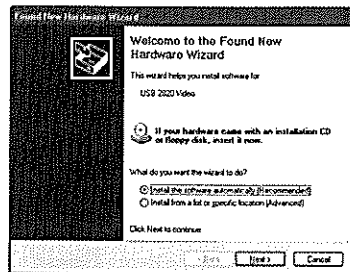 Found New Hardware Wizard
Welcome to the Found New
Hardware Wizard
This wizard helps you install software for:
USB 2820 Video
If your hardware came with an installation CD
or floppy disk, insert it now.
What do you want the wizard to do?
Install the software automatically (Recommended)
Install from a list or specific location (Advanced)
Click Next to continue
< Back Next > Cancel